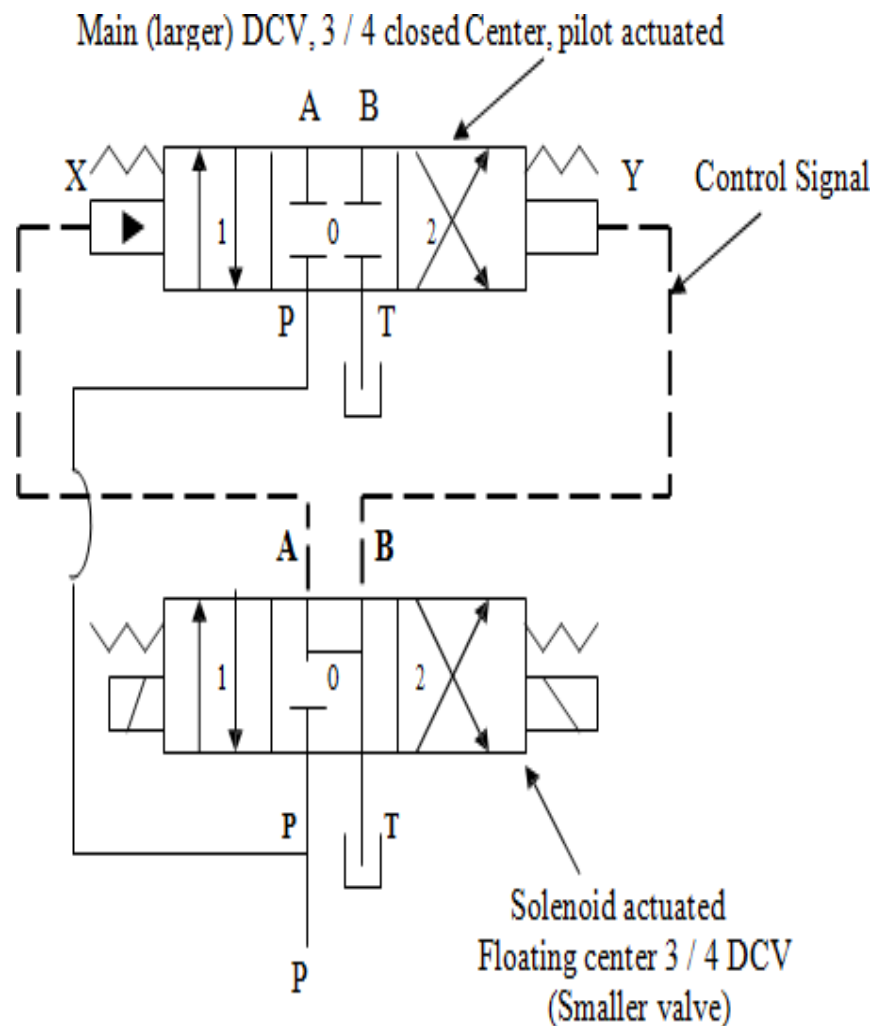 Main (larger) DCV, 3 / 4 closed Center, pilot actuated
A B
X Y Control Signal
1 0 2
P T
A B
1 0 2
P T
Solenoid actuated
Floating center 3 / 4 DCV
P
(Smaller valve)